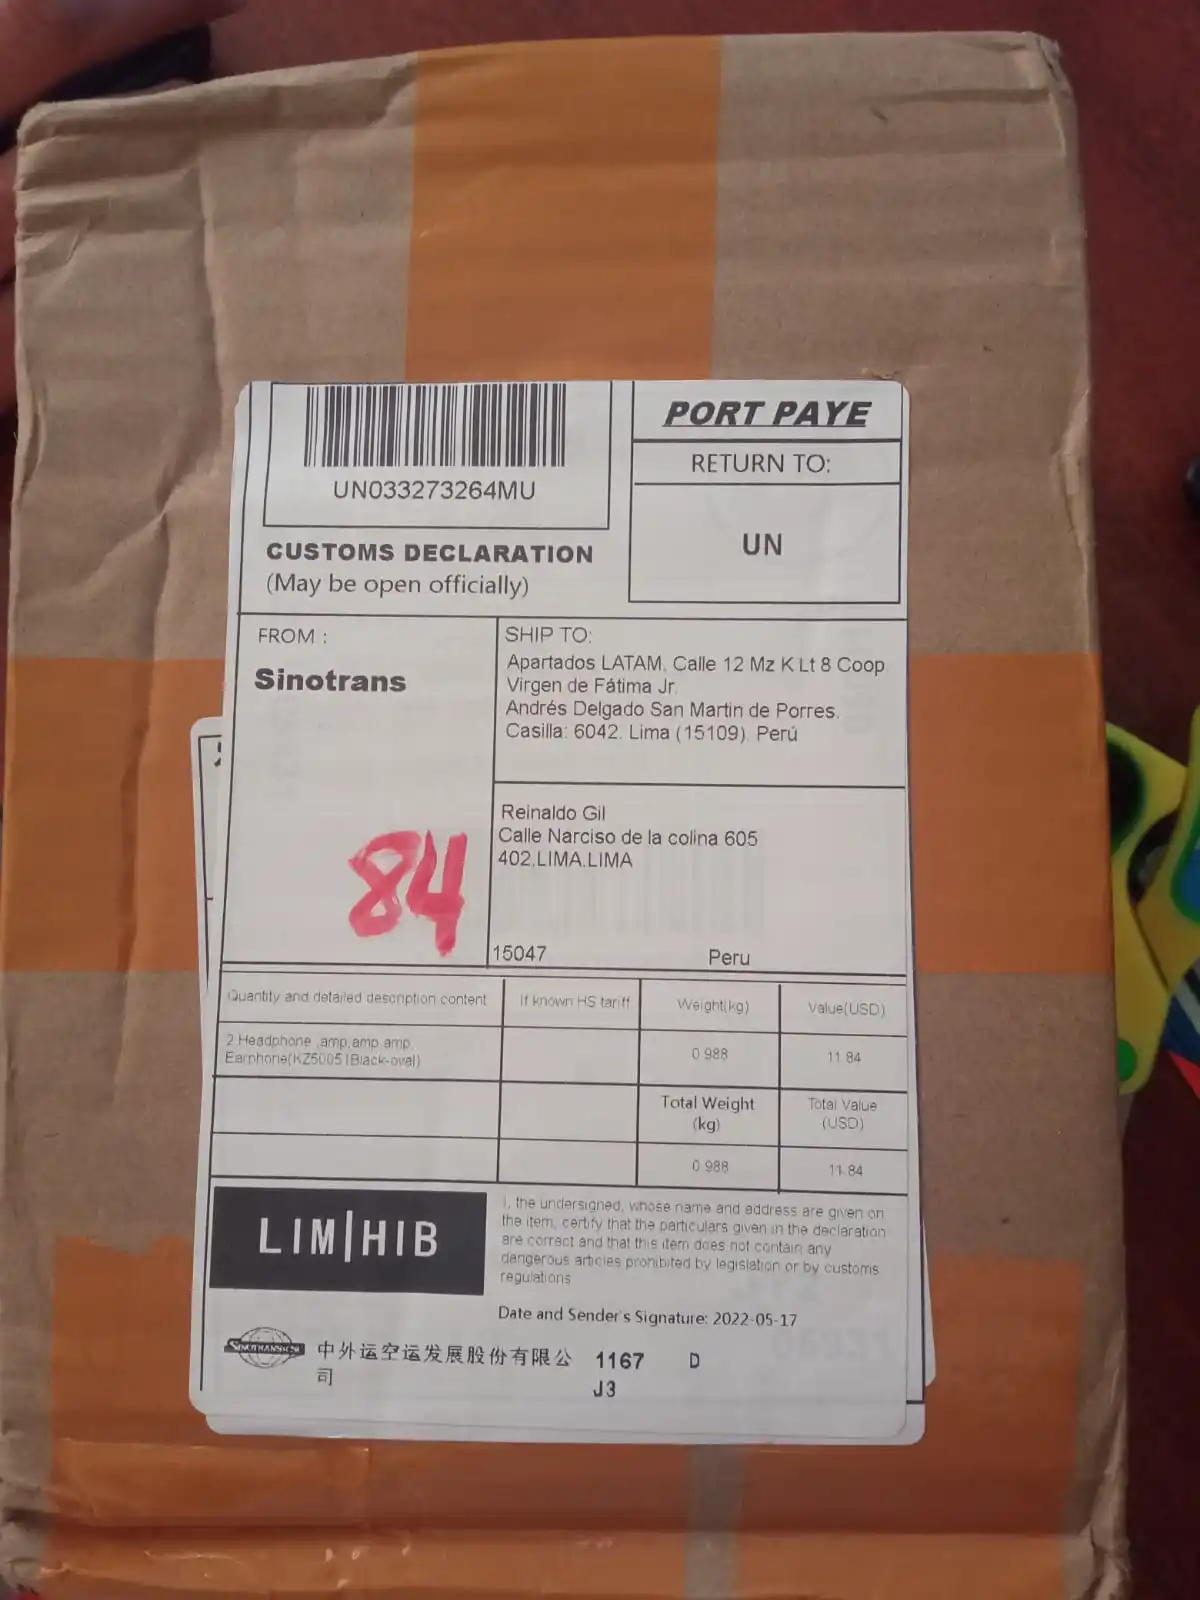 PORT PAYE
RETURN TO:
UN
UN033273264MU
CUSTOMS DECLARATION
(May be open officially)
FROM :
Sinotrans
84
SHIP TO:
Apartados LATAM. Calle 12 Mz K Lt 8 Coop
Virgen de Fátima Jr.
Andrés Delgado San Martin de Porres.
Casilla: 6042. Lima (15109). Perú
Reinaldo Gil
Calle Narciso de la colina 605
402,LIMA,LIMA
15047 Peru
Quantity and detailed description content
If known HS tariff
Weight(kg)
Value(USD)
2 Headphone ,amp,amp,amp,
Earphone(KZ5005 (Black-oval)
0.988
11.84
Total Weight
(kg)
Total Value
(USD)
0.988
11.84
LIM|HIB
I, the undersigned, whose name and address are given on
the item, certify that the particulars given in the declaration
are correct and that this item does not contain any
dangerous articles prohibited by legislation or by customs
regulations
Date and Sender's Signature: 2022-05-17
中外运空运发展股份有限公
司
1167 D
J3